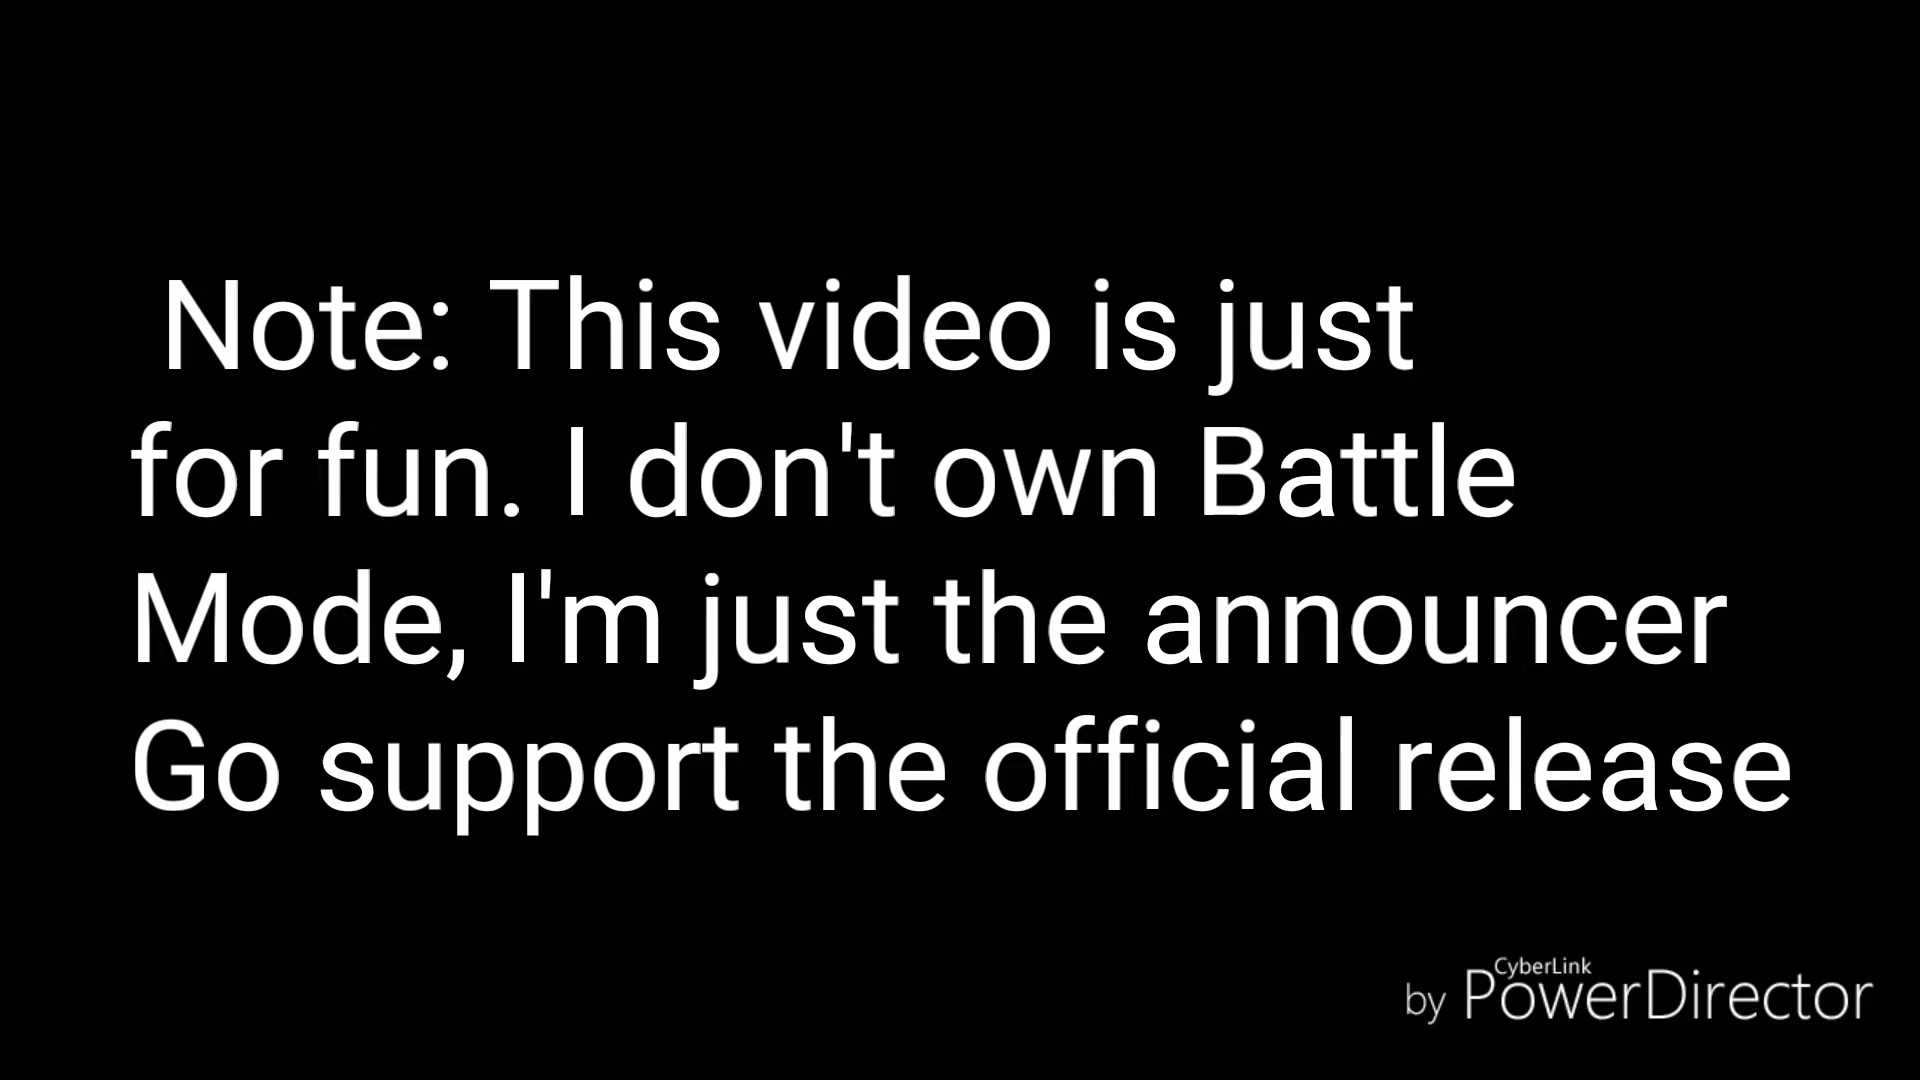 Note: This video is just
for fun. I don't own Battle
Mode, I'm just the announcer
Go support the official release
CyberLink
by PowerDirector